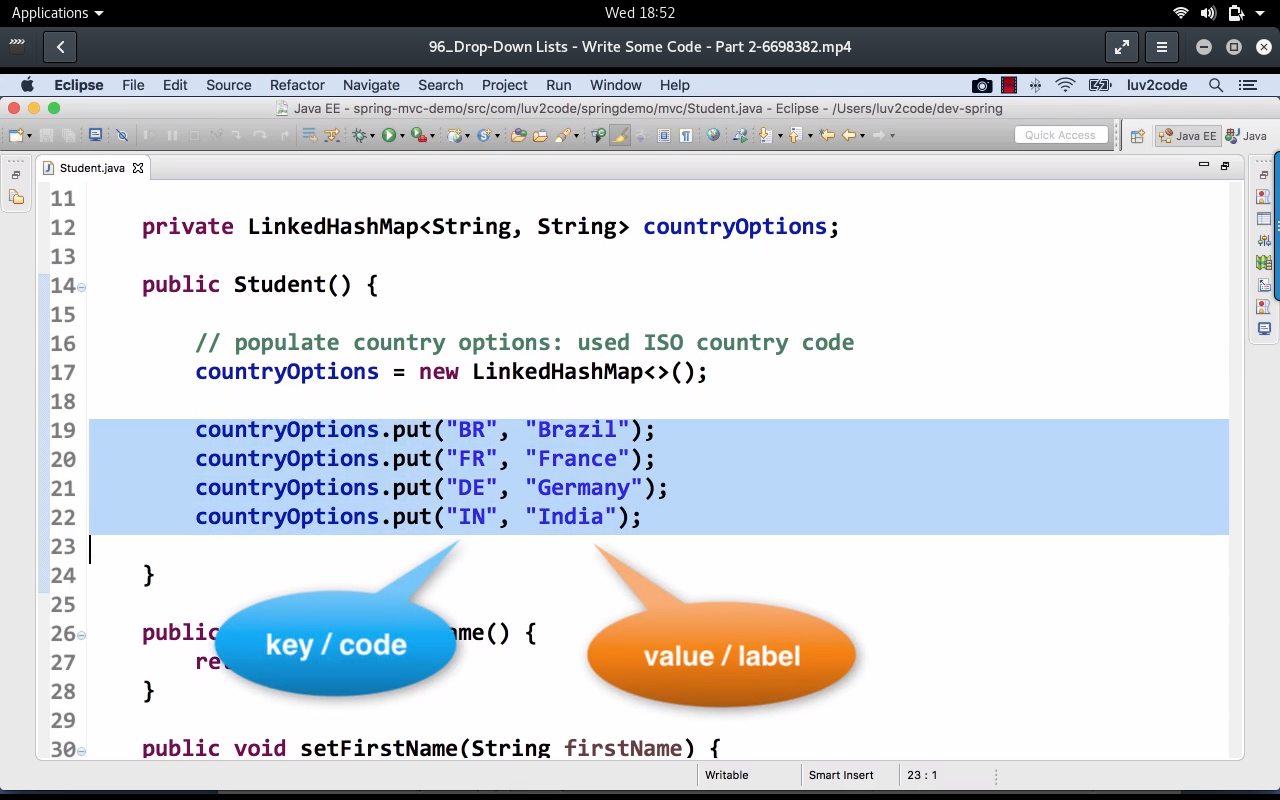 Applications
Wed 18:52
96_Drop-Down Lists - Write Some Code - Part 2-6698382.mp4
Eclipse File Edit Source Refactor Navigate Search Project Run Window Help luv2code
Java EE - spring-mvc-demo/src/com/luv2code/springdemo/mvc/Student.java - Eclipse - /Users/luv2code/dev-spring
Quick Access Java EE Java
Student.java
11
12 private LinkedHashMap<String, String> countryOptions;
13
14 public Student() {
15
16 // populate country options: used ISO country code
17 countryOptions = new LinkedHashMap<>();
18
19 countryOptions.put("BR", "Brazil");
20 countryOptions.put("FR", "France");
21 countryOptions.put("DE", "Germany");
22 countryOptions.put("IN", "India");
23
24 }
25
26 public me() {
key / code
value / label
27 re
28 }
29
30 public void setFirstName(String firstName) {
Writable Smart Insert 23 : 1